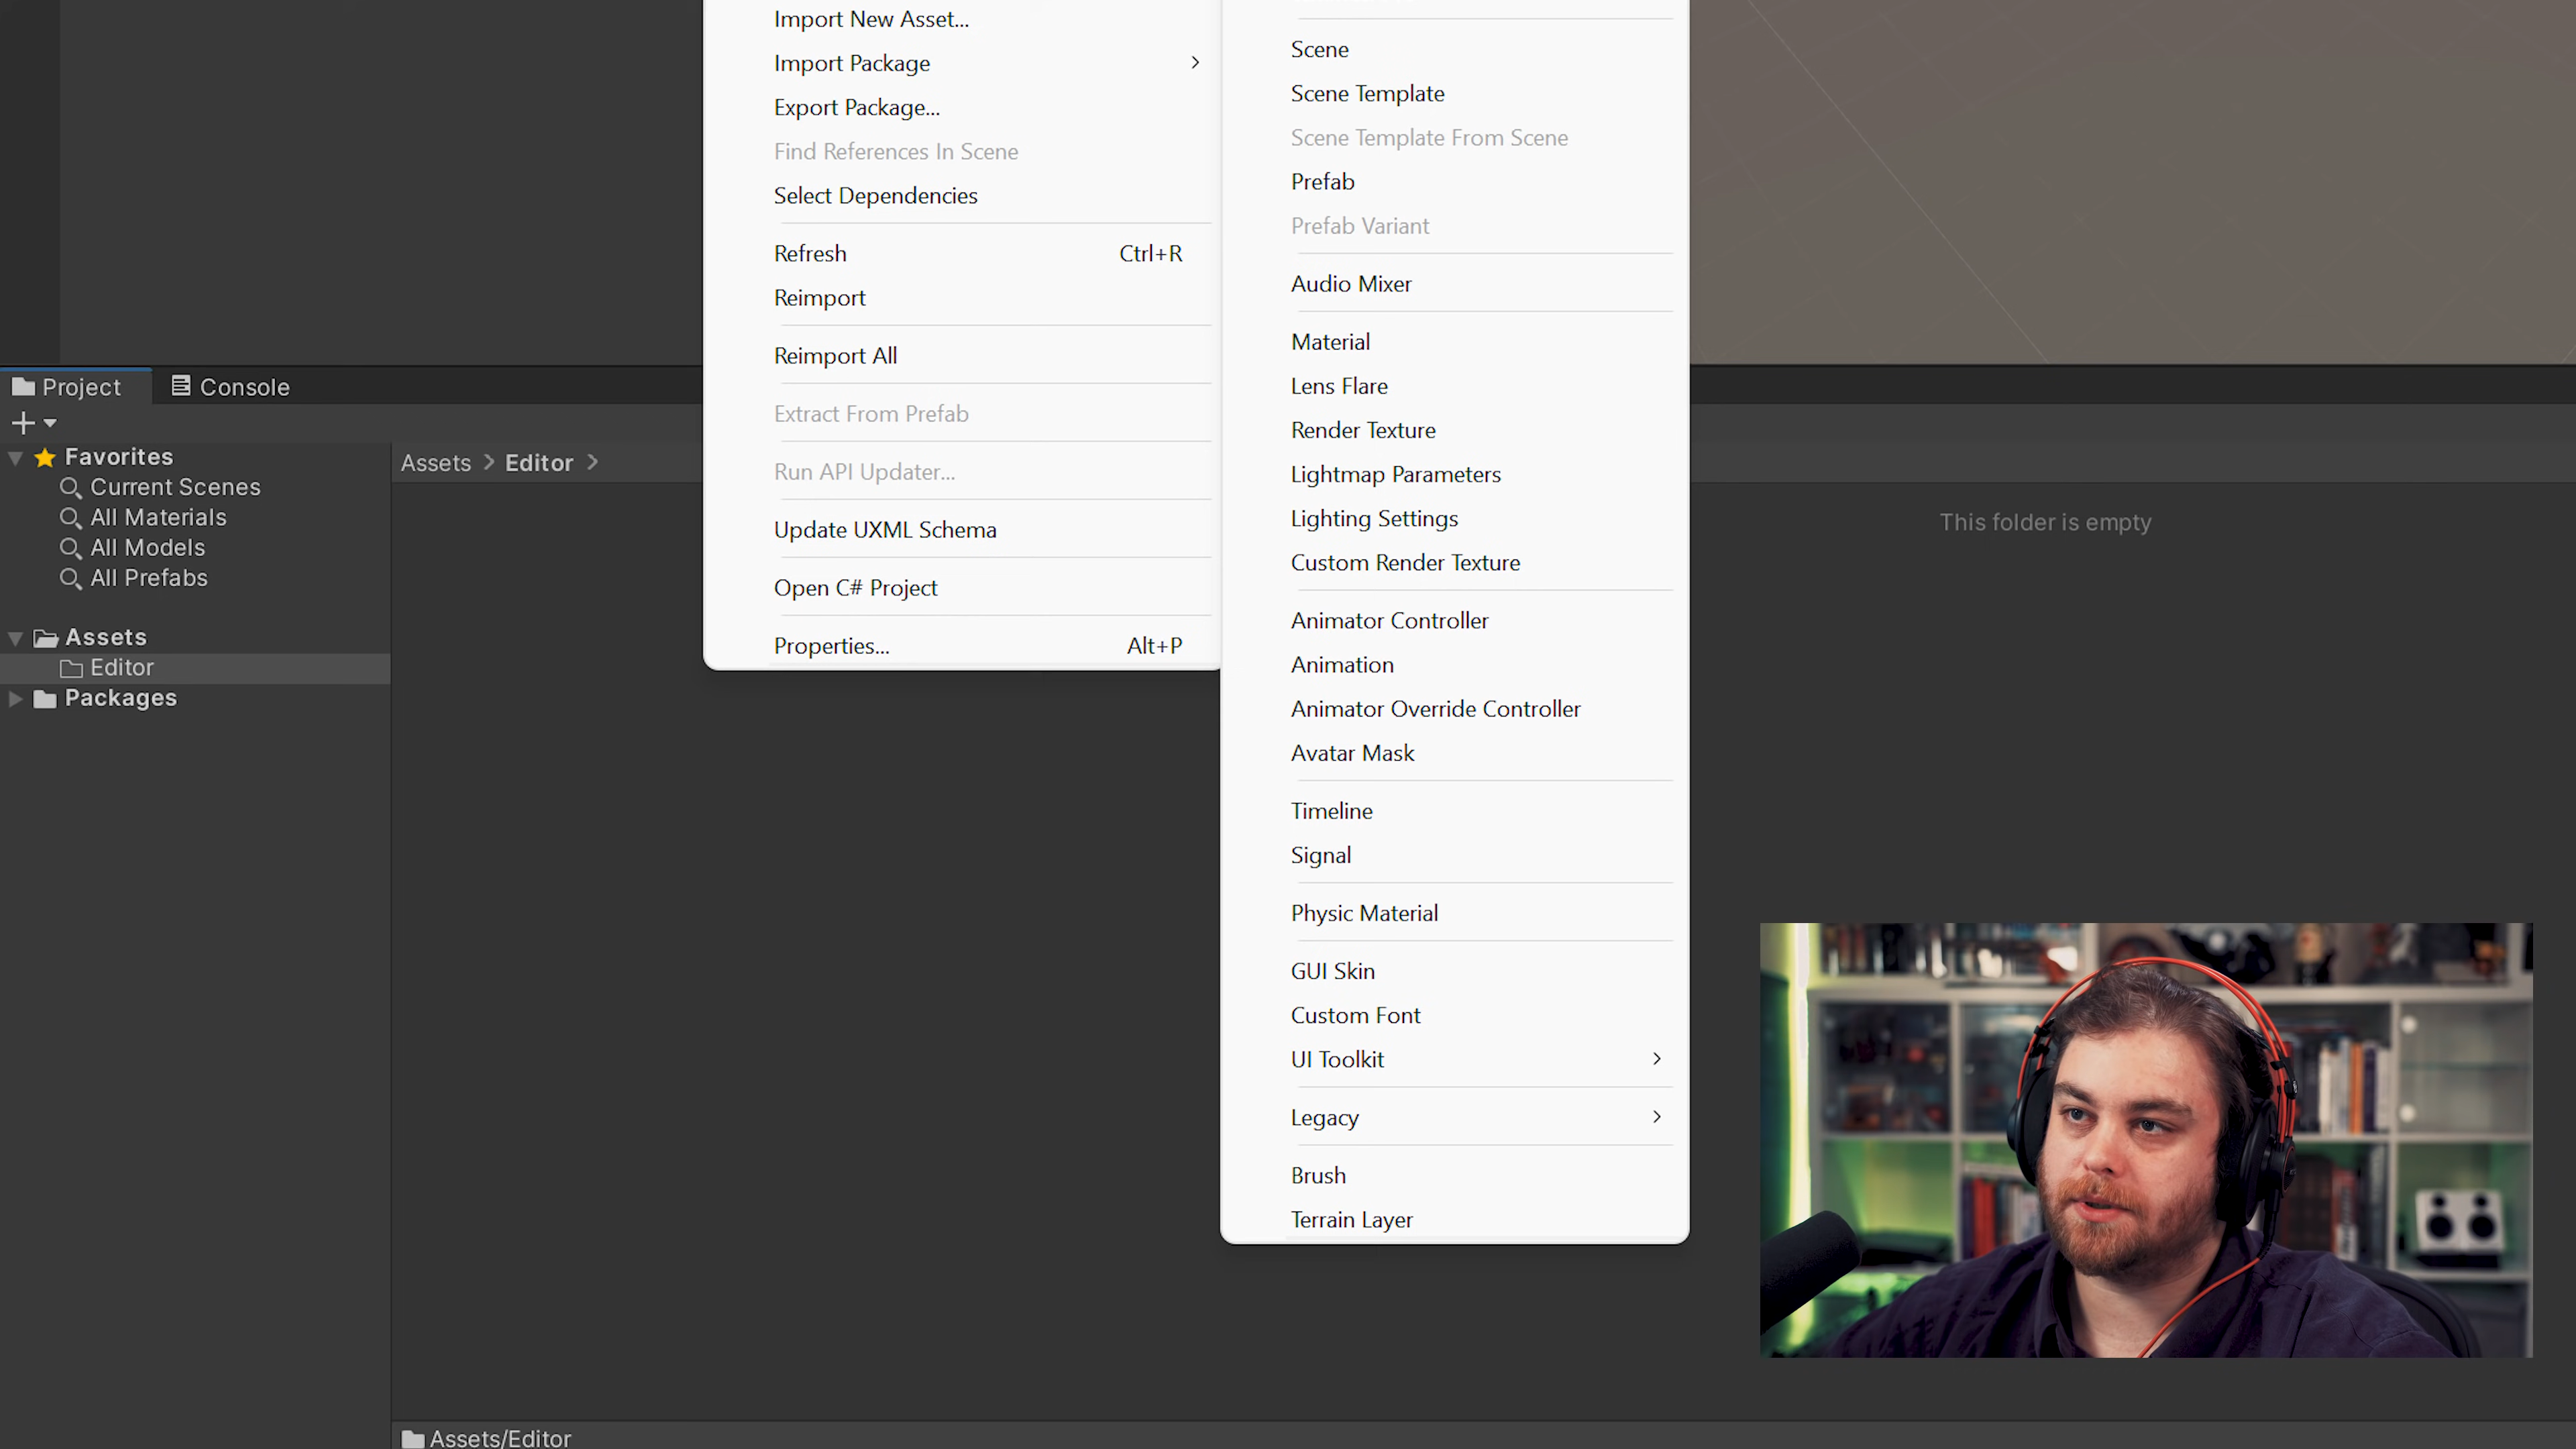 Import New Asset...
Import Package
Export Package...
Find References In Scene
Select Dependencies
Refresh Ctrl+R
Reimport
Reimport All
Extract From Prefab
Run API Updater...
Update UXML Schema
Open C# Project
Properties... Alt+P
Scene
Scene Template
Scene Template From Scene
Prefab
Prefab Variant
Audio Mixer
Material
Lens Flare
Render Texture
Lightmap Parameters
Lighting Settings
Custom Render Texture
Animator Controller
Animation
Animator Override Controller
Avatar Mask
Timeline
Signal
Physic Material
GUI Skin
Custom Font
UI Toolkit
Legacy
Brush
Terrain Layer
Project
Console
Favorites
Current Scenes
All Materials
All Models
All Prefabs
Assets
Editor
Packages
Assets > Editor >
This folder is empty
Assets/Editor